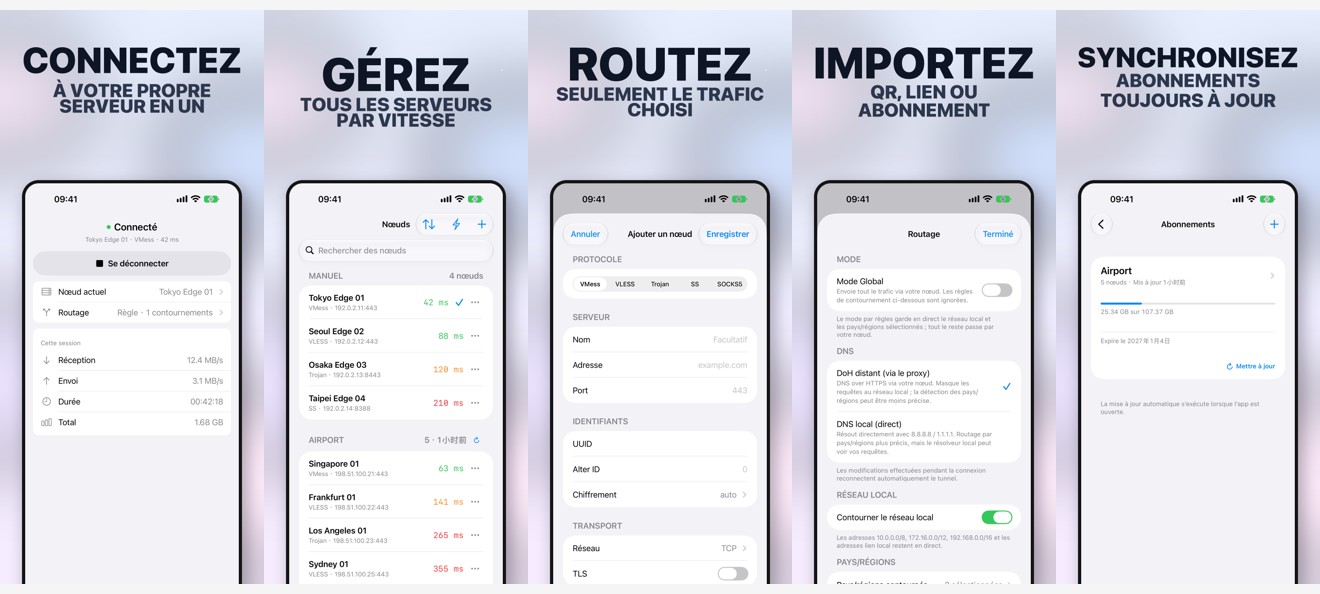 CONNECTEZ
À VOTRE PROPRE
SERVEUR EN UN
09:41
Connecté
Tokyo Edge 01 · VMess · 42 ms
Se déconnecter
Nœud actuel Tokyo Edge 01
Routage Règle · 1 contournements
Cette session
Réception 12.4 MB/s
Envoi 3.1 MB/s
Durée 00:42:18
Total 1.68 GB
GÉREZ
TOUS LES SERVEURS
PAR VITESSE
09:41
Nœuds
Rechercher des nœuds
MANUEL 4 nœuds
Tokyo Edge 01 42 ms
VMess · 192.0.2.11:443
Seoul Edge 02 88 ms
VLESS · 192.0.2.12:443
Osaka Edge 03 120 ms
Trojan · 192.0.2.13:8443
Taipei Edge 04 210 ms
SS · 192.0.2.14:8388
AIRPORT 5 · 1小时前
Singapore 01 63 ms
VMess · 198.51.100.21:443
Frankfurt 01 141 ms
VLESS · 198.51.100.22:443
Los Angeles 01 265 ms
Trojan · 198.51.100.23:443
Sydney 01 355 ms
VLESS · 198.51.100.25:443
ROUTEZ
SEULEMENT LE TRAFIC
CHOISI
09:41
Annuler Ajouter un nœud Enregistrer
PROTOCOLE
VMess VLESS Trojan SS SOCKS5
SERVEUR
Nom Facultatif
Adresse example.com
Port 443
IDENTIFIANTS
UUID
Alter ID 0
Chiffrement auto
TRANSPORT
Réseau TCP
TLS
IMPORTEZ
QR, LIEN OU
ABONNEMENT
09:41
Routage Terminé
MODE
Mode Global
Envoie tout le trafic via votre nœud. Les règles
de contournement ci-dessous sont ignorées.
Le mode par règles garde en direct le réseau local et
les pays/régions sélectionnés ; tout le reste passe par
votre nœud.
DNS
DoH distant (via le proxy)
DNS over HTTPS via votre nœud. Masque les
requêtes au réseau local ; la détection des pays/
régions peut être moins précise.
DNS local (direct)
Résout directement avec 8.8.8.8 / 1.1.1.1. Routage par
pays/régions plus précis, mais le résolveur local peut
voir vos requêtes.
Les modifications effectuées pendant la connexion
reconnectent automatiquement le tunnel.
RÉSEAU LOCAL
Contourner le réseau local
Les adresses 10.0.0.0/8, 172.16.0.0/12, 192.168.0.0/16 et les
adresses lien local restent en direct.
PAYS/RÉGIONS
SYNCHRONISEZ
ABONNEMENTS
TOUJOURS À JOUR
09:41
Abonnements
Airport
5 nœuds · Mis à jour 1小时前
25.34 GB sur 107.37 GB
Expire le 2027年1月4日
Mettre à jour
La mise à jour automatique s'exécute lorsque l'app est
ouverte.